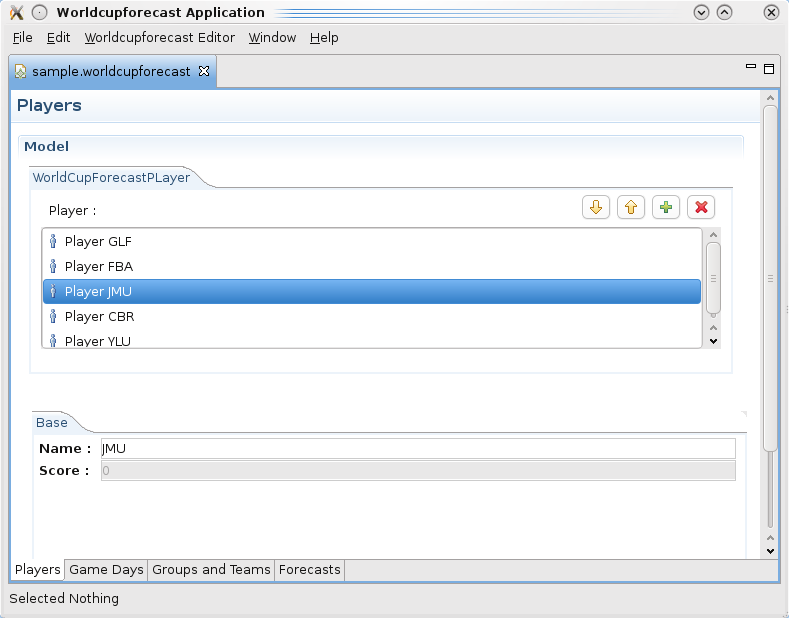 Worldcupforecast Application
File Edit Worldcupforecast Editor Window Help
sample.worldcupforecast
Players
Model
WorldCupForecastPLayer
Player :
Player GLF
Player FBA
Player JMU
Player CBR
Player YLU
Base
Name : JMU
Score : 0
Players Game Days Groups and Teams Forecasts
Selected Nothing